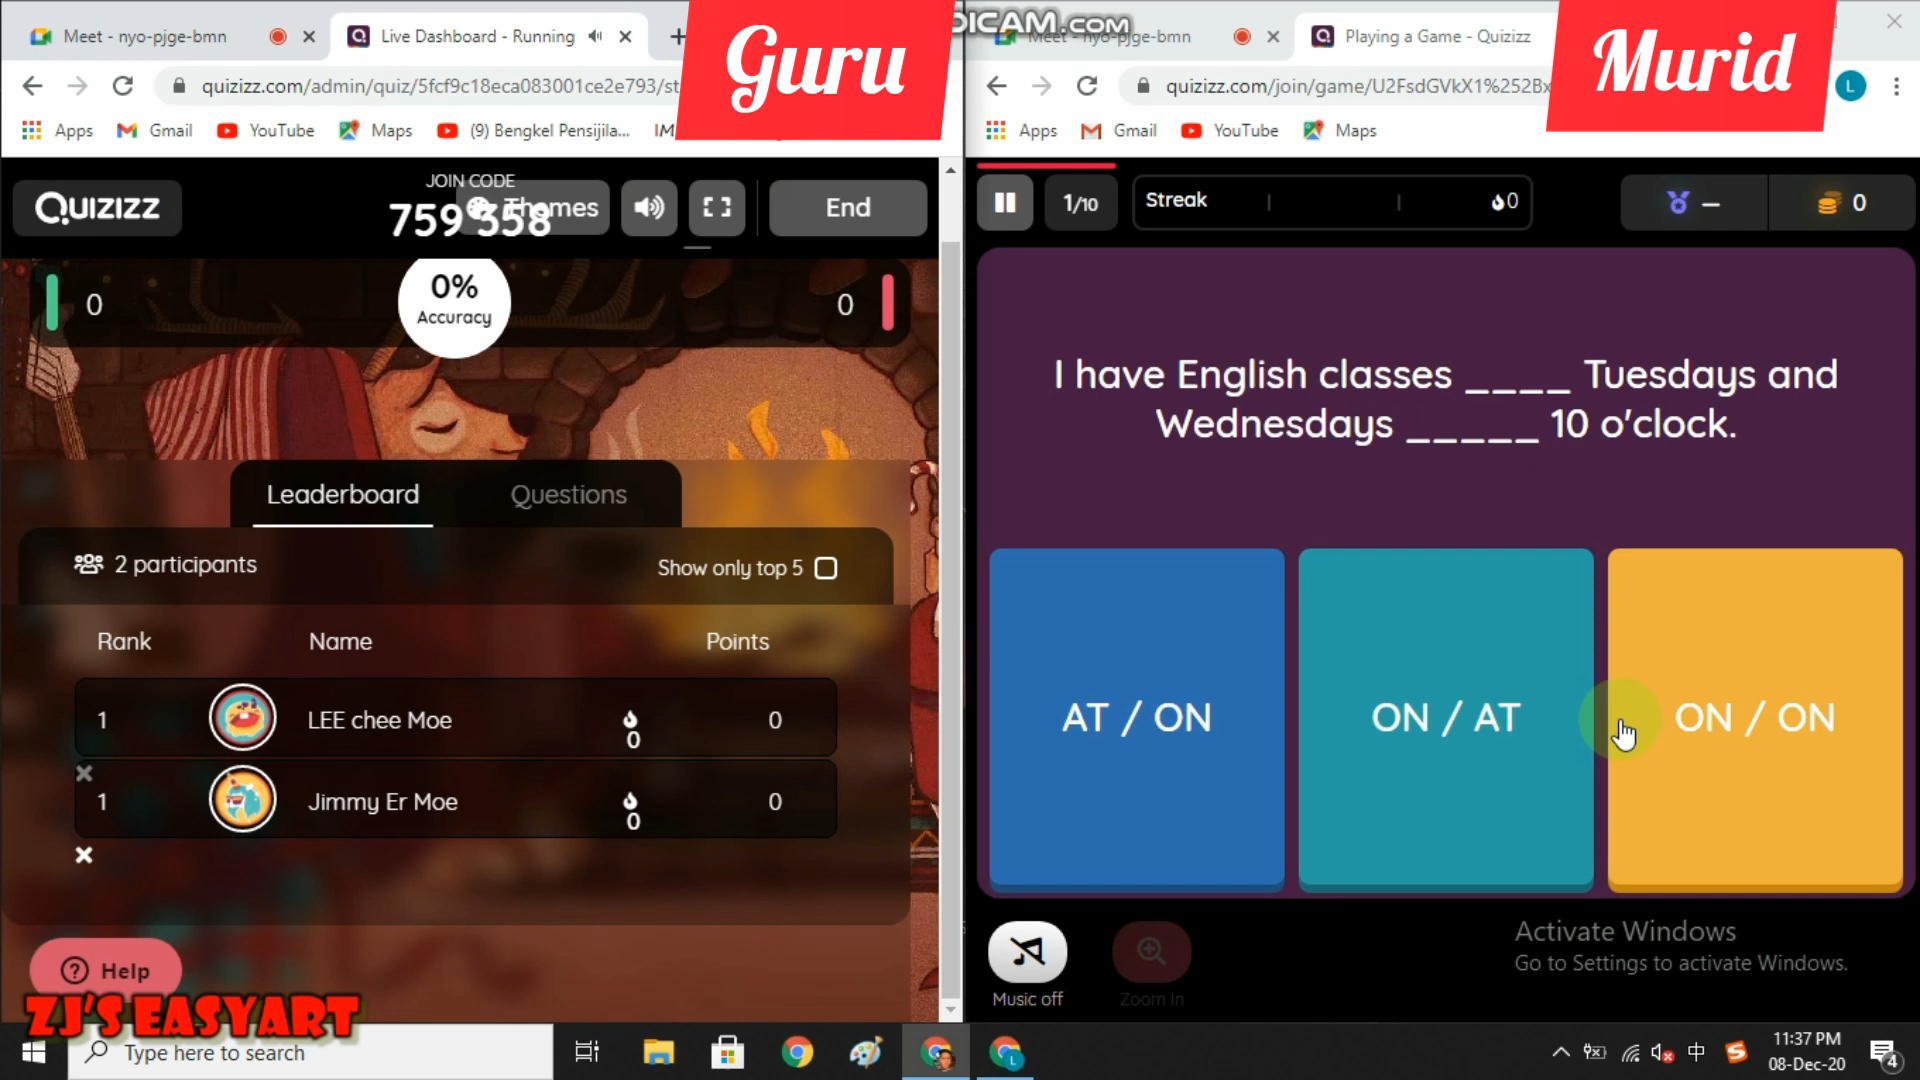 Meet - nyo-pjge-bmn
Live Dashboard - Running
Guru
DICAM.COM
Meet - nyo-pjge-bmn
Playing a Game - Quizizz
Murid
quizizz.com/admin/quiz/5fcf9c18eca083001ce2e793/st
quizizz.com/join/game/U2FsdGVkX1%252Bx
L
Apps
Gmail
YouTube
Maps
(9) Bengkel Pensijila...
IM
Apps
Gmail
YouTube
Maps
QUIZIZZ
JOIN CODE
759 358
Themes
End
1/10
Streak
0
–
0
0
0%
Accuracy
0
I have English classes ____ Tuesdays and
Wednesdays _____ 10 o'clock.
Leaderboard
Questions
2 participants
Show only top 5
Rank
Name
Points
1
LEE chee Moe
0
0
1
Jimmy Er Moe
0
0
AT / ON
ON / AT
ON / ON
Help
ZJ'S EASYART
Music off
Zoom In
Activate Windows
Go to Settings to activate Windows.
Type here to search
L
中
S
11:37 PM
08-Dec-20
4